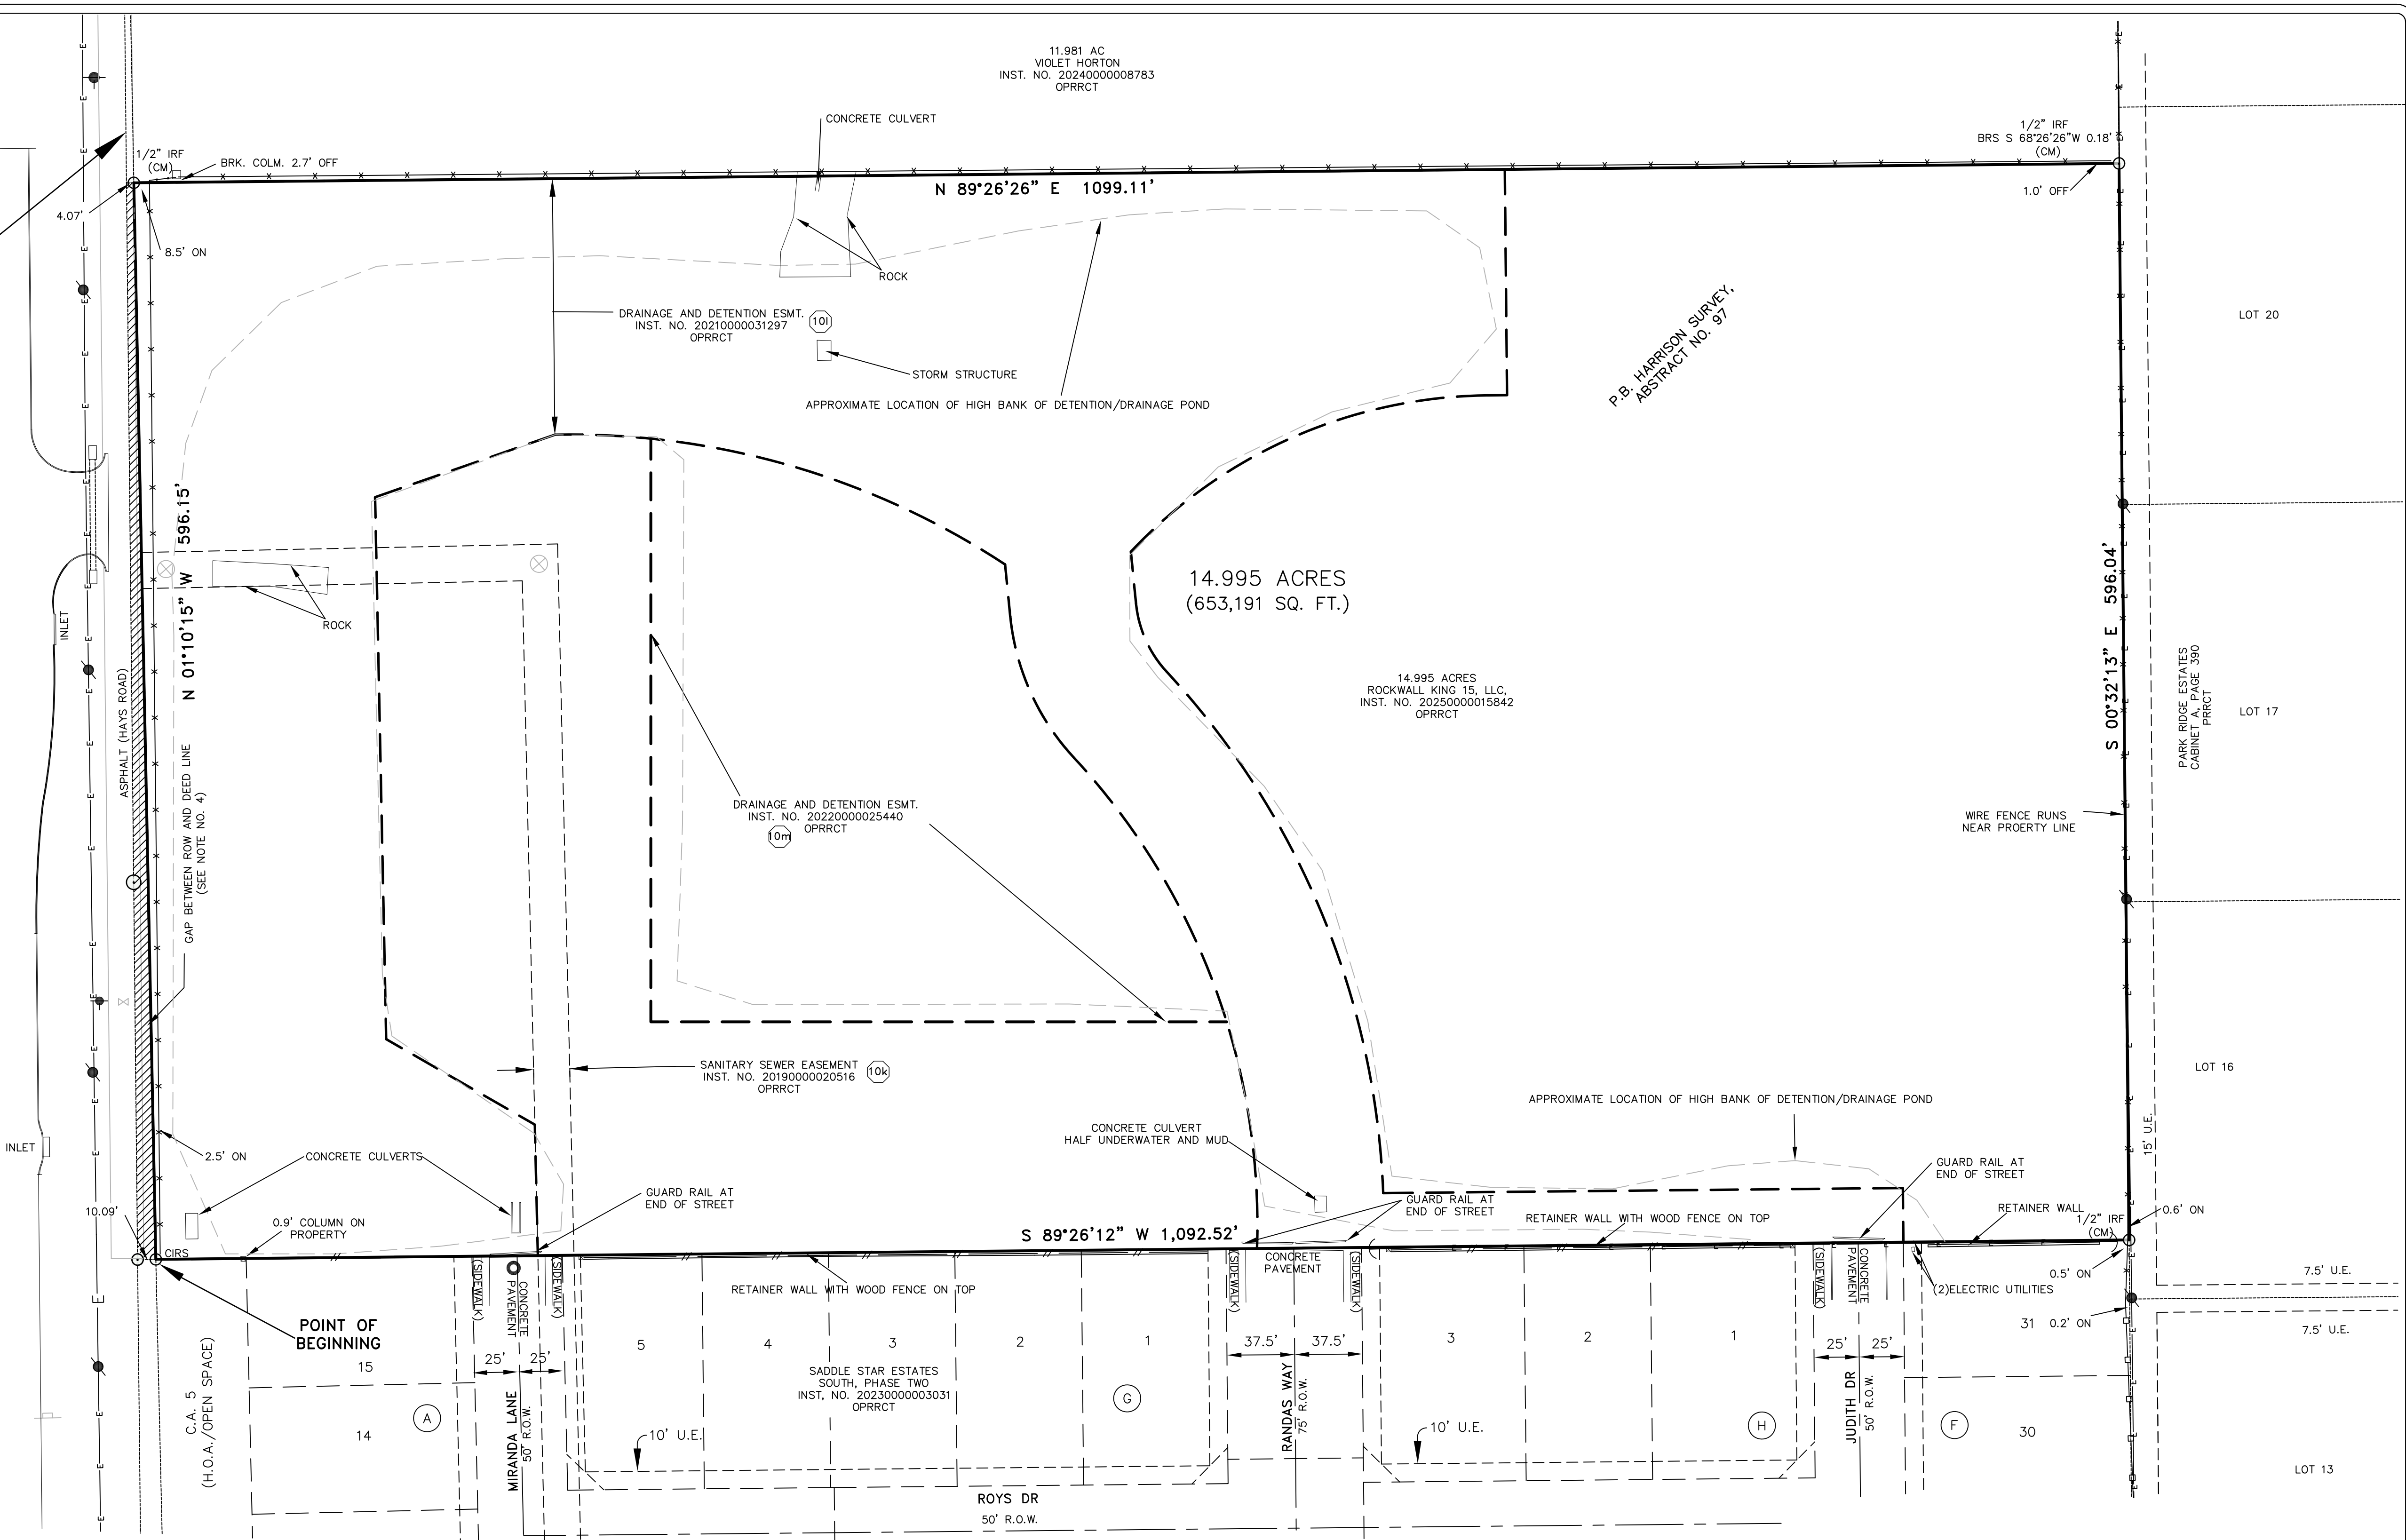 11.981 AC
VIOLET HORTON
INST. NO. 20240000008783
OPRRCT
CONCRETE CULVERT
1/2" IRF
(CM)
BRK. COLM. 2.7' OFF
1/2" IRF
BRS S 68°26'26"W 0.18'
(CM)
N 89°26'26" E 1099.11'
1.0' OFF
4.07'
8.5' ON
ROCK
DRAINAGE AND DETENTION ESMT.
INST. NO. 20210000031297
OPRRCT
10l
STORM STRUCTURE
APPROXIMATE LOCATION OF HIGH BANK OF DETENTION/DRAINAGE POND
P.B. HARRISON SURVEY,
ABSTRACT NO. 97
LOT 20
N 01°10'15" W 596.15'
ROCK
INLET
ASPHALT (HAYS ROAD)
GAP BETWEEN ROW AND DEED LINE
(SEE NOTE NO. 4)
14.995 ACRES
(653,191 SQ. FT.)
14.995 ACRES
ROCKWALL KING 15, LLC,
INST. NO. 20250000015842
OPRRCT
S 00°32'13" E 596.04'
PARK RIDGE ESTATES
CABINET A, PAGE 390
PRRCT
LOT 17
DRAINAGE AND DETENTION ESMT.
INST. NO. 20220000025440
OPRRCT
10m
WIRE FENCE RUNS
NEAR PROERTY LINE
SANITARY SEWER EASEMENT
INST. NO. 20190000020516
OPRRCT
10k
LOT 16
APPROXIMATE LOCATION OF HIGH BANK OF DETENTION/DRAINAGE POND
INLET
2.5' ON
CONCRETE CULVERTS
CONCRETE CULVERT
HALF UNDERWATER AND MUD
15' U.E.
GUARD RAIL AT
END OF STREET
GUARD RAIL AT
END OF STREET
GUARD RAIL AT
END OF STREET
10.09'
0.9' COLUMN ON
PROPERTY
S 89°26'12" W 1,092.52'
RETAINER WALL WITH WOOD FENCE ON TOP
RETAINER WALL
1/2" IRF
(CM)
0.6' ON
CIRS
(SIDEWALK)
CONCRETE
PAVEMENT
(SIDEWALK)
RETAINER WALL WITH WOOD FENCE ON TOP
(SIDEWALK)
CONCRETE
PAVEMENT
(SIDEWALK)
(SIDEWALK)
CONCRETE
PAVEMENT
(2)ELECTRIC UTILITIES
0.5' ON
7.5' U.E.
POINT OF
BEGINNING
31
0.2' ON
7.5' U.E.
C.A. 5
(H.O.A./OPEN SPACE)
15
25'
25'
5
4
3
2
1
37.5'
37.5'
3
2
1
25'
25'
SADDLE STAR ESTATES
SOUTH, PHASE TWO
INST, NO. 20230000003031
OPRRCT
14
A
MIRANDA LANE
50' R.O.W.
10' U.E.
G
RANDAS WAY
75' R.O.W.
10' U.E.
H
JUDITH DR
50' R.O.W.
F
30
LOT 13
ROYS DR
50' R.O.W.